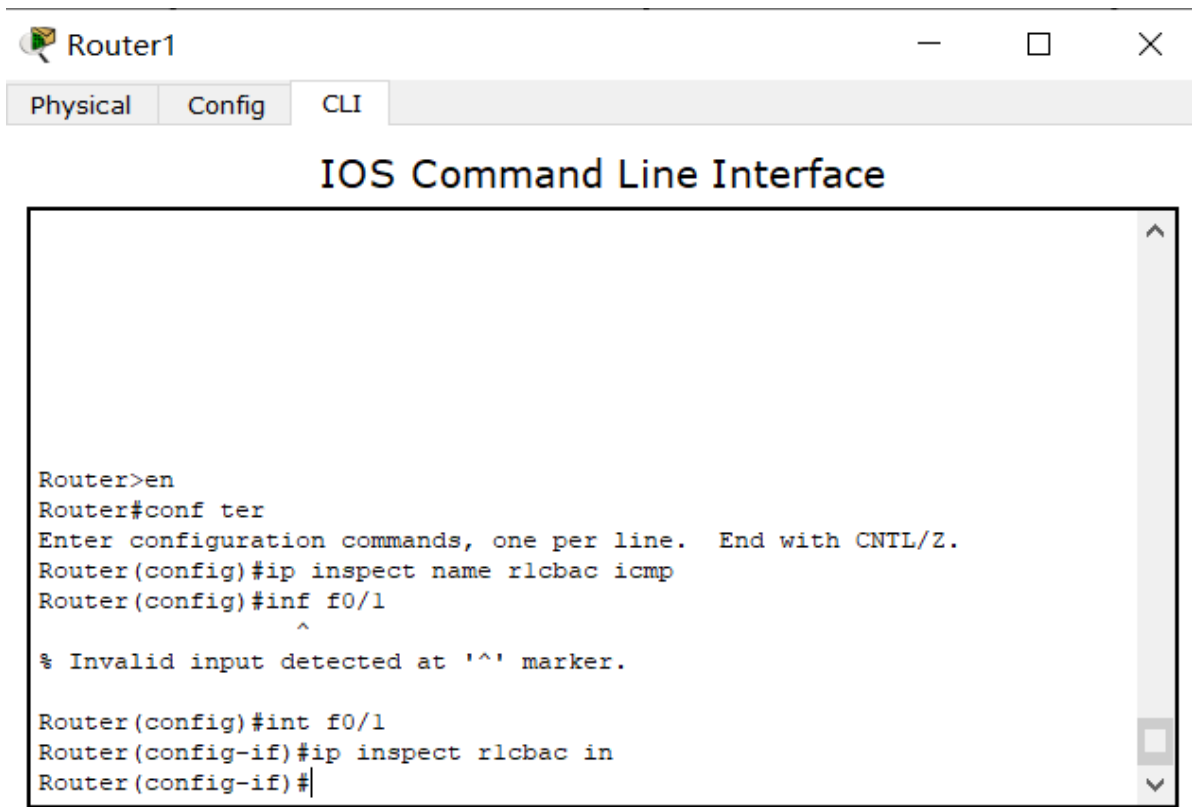 Router1
Physical Config CLI
IOS Command Line Interface
Router>en
Router#conf ter
Enter configuration commands, one per line.  End with CNTL/Z.
Router(config)#ip inspect name rlcbac icmp
Router(config)#inf f0/1
^
% Invalid input detected at '^' marker.
Router(config)#int f0/1
Router(config-if)#ip inspect rlcbac in
Router(config-if)#